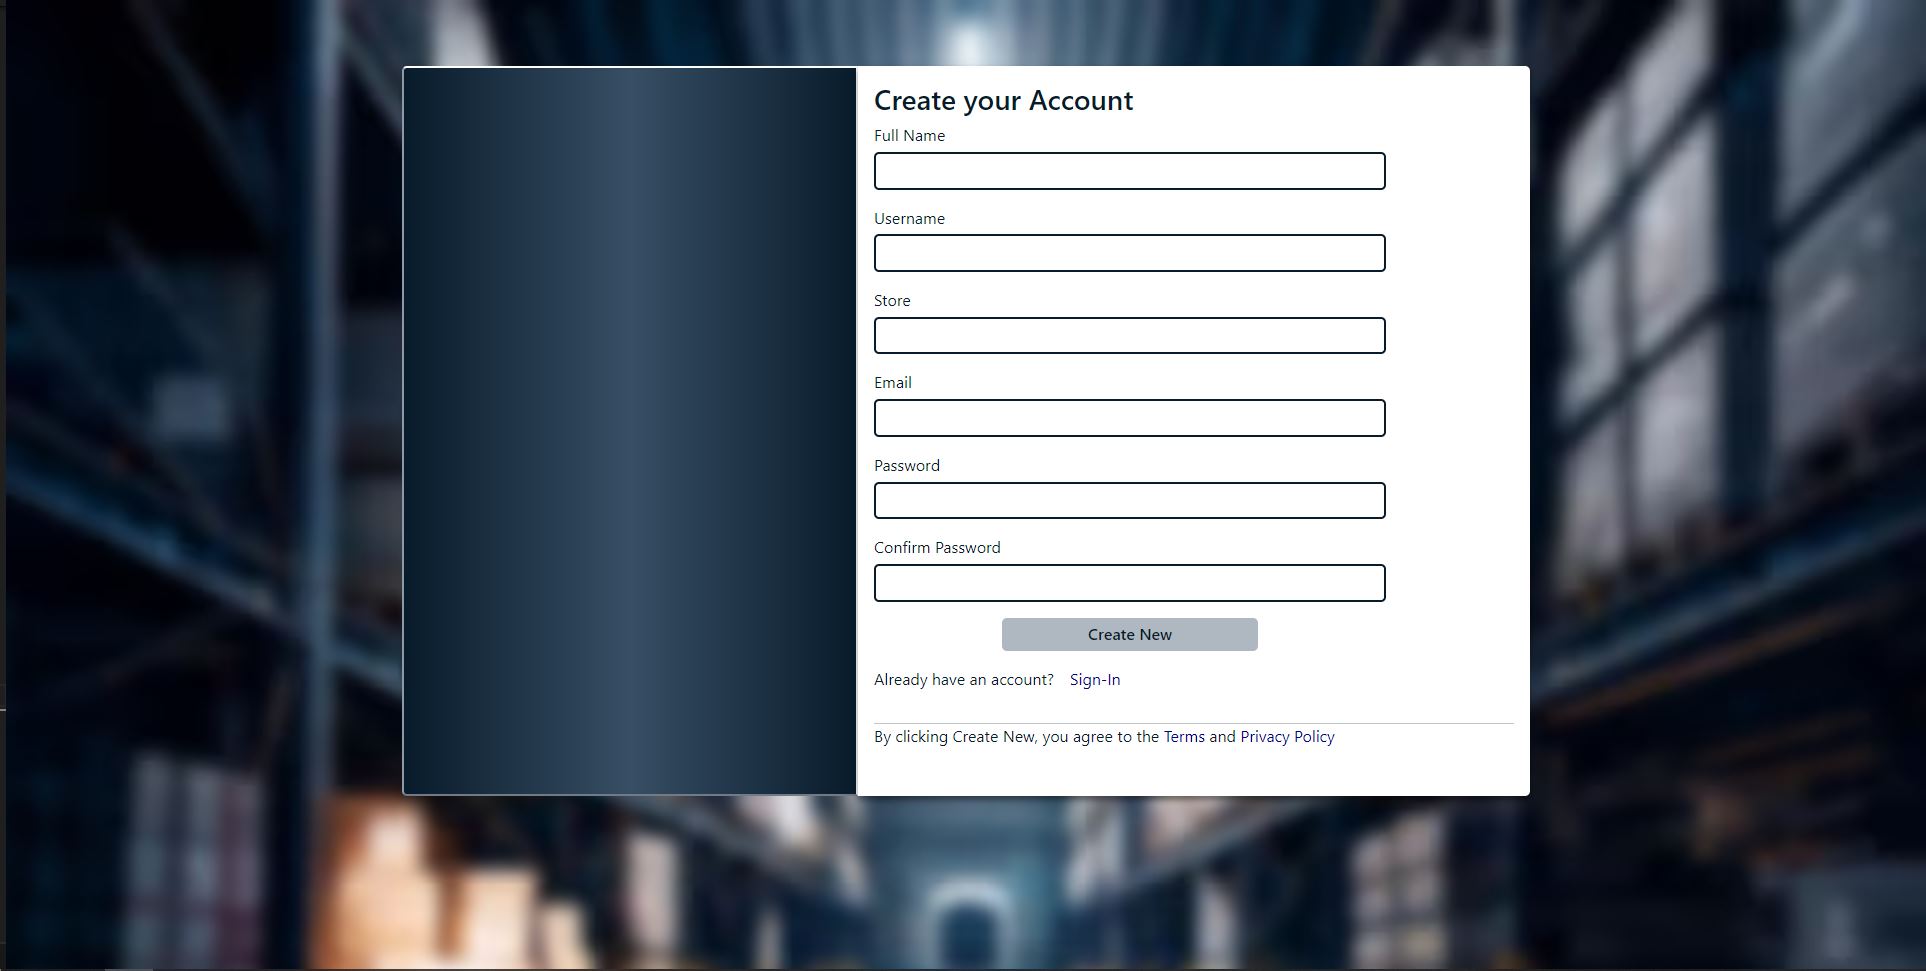 Create your Account
Full Name
Username
Store
Email
Password
Confirm Password
Create New
Already have an account? Sign-In
By clicking Create New, you agree to the Terms and Privacy Policy